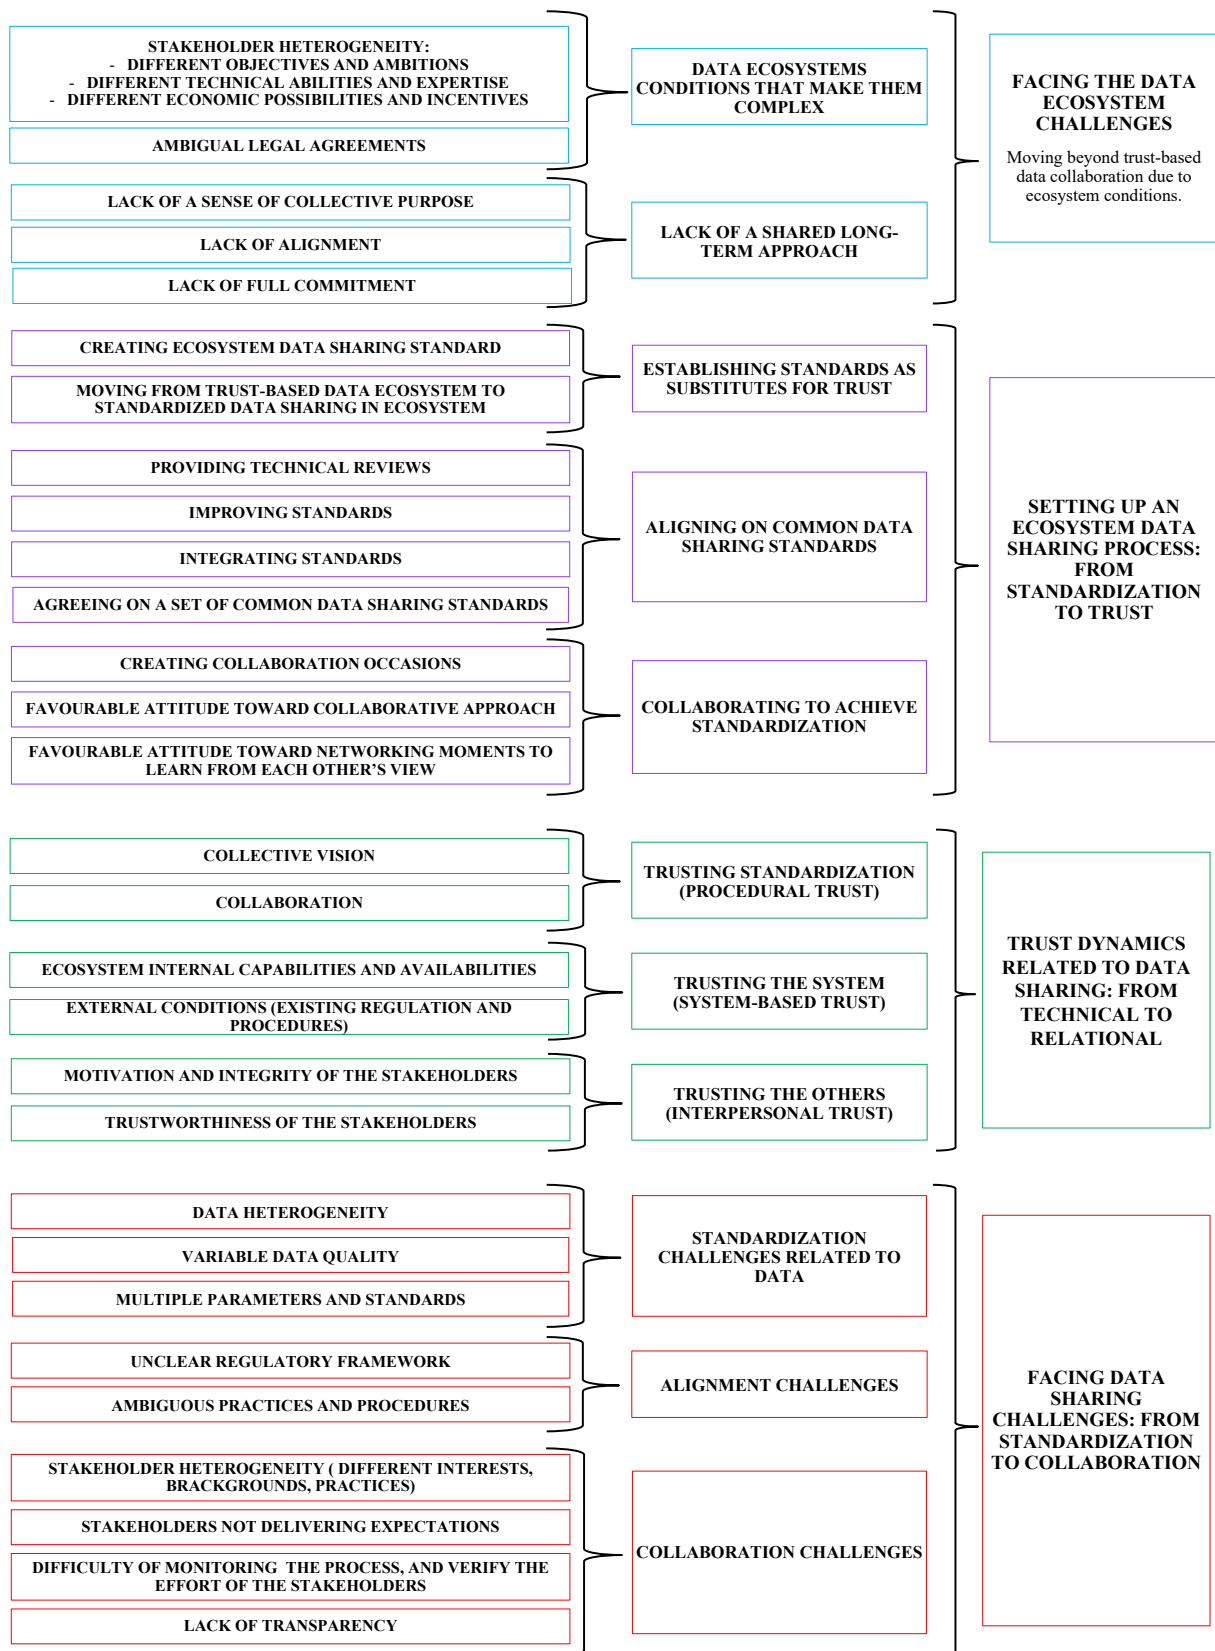 STAKEHOLDER HETEROGENEITY:
- DIFFERENT OBJECTIVES AND AMBITIONS
- DIFFERENT TECHNICAL ABILITIES AND EXPERTISE
- DIFFERENT ECONOMIC POSSIBILITIES AND INCENTIVES
AMBIGUAL LEGAL AGREEMENTS
DATA ECOSYSTEMS
CONDITIONS THAT MAKE THEM
COMPLEX
LACK OF A SENSE OF COLLECTIVE PURPOSE
LACK OF ALIGNMENT
LACK OF FULL COMMITMENT
LACK OF A SHARED LONG-
TERM APPROACH
FACING THE DATA
ECOSYSTEM
CHALLENGES
Moving beyond trust-based
data collaboration due to
ecosystem conditions.
CREATING ECOSYSTEM DATA SHARING STANDARD
MOVING FROM TRUST-BASED DATA ECOSYSTEM TO
STANDARDIZED DATA SHARING IN ECOSYSTEM
ESTABLISHING STANDARDS AS
SUBSTITUTES FOR TRUST
PROVIDING TECHNICAL REVIEWS
IMPROVING STANDARDS
INTEGRATING STANDARDS
AGREEING ON A SET OF COMMON DATA SHARING STANDARDS
ALIGNING ON COMMON DATA
SHARING STANDARDS
CREATING COLLABORATION OCCASIONS
FAVOURABLE ATTITUDE TOWARD COLLABORATIVE APPROACH
FAVOURABLE ATTITUDE TOWARD NETWORKING MOMENTS TO
LEARN FROM EACH OTHER'S VIEW
COLLABORATING TO ACHIEVE
STANDARDIZATION
SETTING UP AN
ECOSYSTEM DATA
SHARING PROCESS:
FROM
STANDARDIZATION
TO TRUST
COLLECTIVE VISION
COLLABORATION
TRUSTING STANDARDIZATION
(PROCEDURAL TRUST)
ECOSYSTEM INTERNAL CAPABILITIES AND AVAILABILITIES
EXTERNAL CONDITIONS (EXISTING REGULATION AND
PROCEDURES)
TRUSTING THE SYSTEM
(SYSTEM-BASED TRUST)
MOTIVATION AND INTEGRITY OF THE STAKEHOLDERS
TRUSTWORTHINESS OF THE STAKEHOLDERS
TRUSTING THE OTHERS
(INTERPERSONAL TRUST)
TRUST DYNAMICS
RELATED TO DATA
SHARING: FROM
TECHNICAL TO
RELATIONAL
DATA HETEROGENEITY
VARIABLE DATA QUALITY
MULTIPLE PARAMETERS AND STANDARDS
STANDARDIZATION
CHALLENGES RELATED TO
DATA
UNCLEAR REGULATORY FRAMEWORK
AMBIGUOUS PRACTICES AND PROCEDURES
ALIGNMENT CHALLENGES
STAKEHOLDER HETEROGENEITY ( DIFFERENT INTERESTS,
BRACKGROUNDS, PRACTICES)
STAKEHOLDERS NOT DELIVERING EXPECTATIONS
DIFFICULTY OF MONITORING THE PROCESS, AND VERIFY THE
EFFORT OF THE STAKEHOLDERS
LACK OF TRANSPARENCY
COLLABORATION CHALLENGES
FACING DATA
SHARING
CHALLENGES: FROM
STANDARDIZATION
TO COLLABORATION